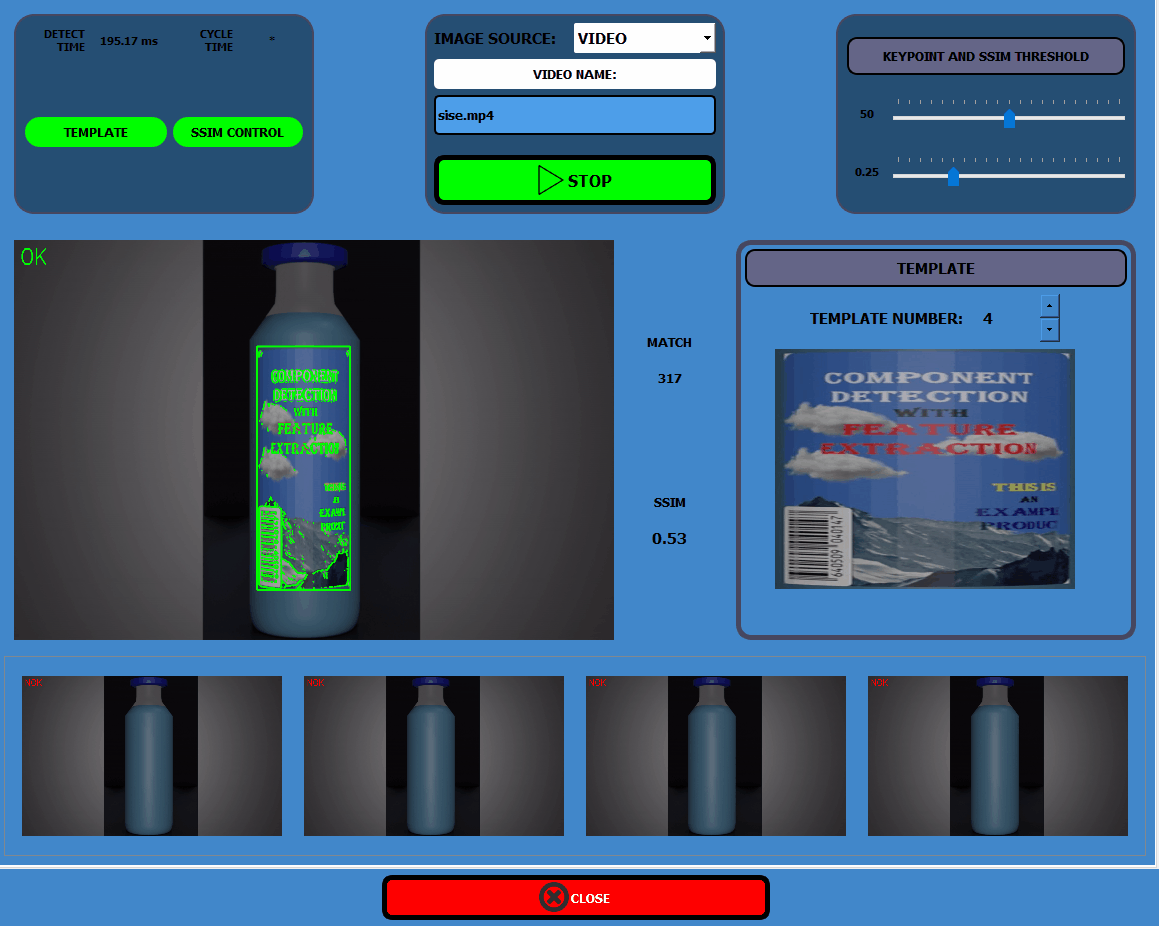 DETECT TIME
195.17 ms
CYCLE TIME
TEMPLATE
SSIM CONTROL
IMAGE SOURCE:
VIDEO
VIDEO NAME:
sise.mp4
STOP
KEYPOINT AND SSIM THRESHOLD
50
0.25
OK
COMPONENT
DETECTION
WITH
FEATURE
EXTRACTION
THIS IS
AN
EXAMPL
PRODUCT
MATCH
317
SSIM
0.53
TEMPLATE
TEMPLATE NUMBER: 4
COMPONENT
DETECTION
WITH
FEATURE
EXTRACTION
THIS IS
AN
EXAMPL
PRODUC
640509 040147
NOK
NOK
NOK
NOK
CLOSE